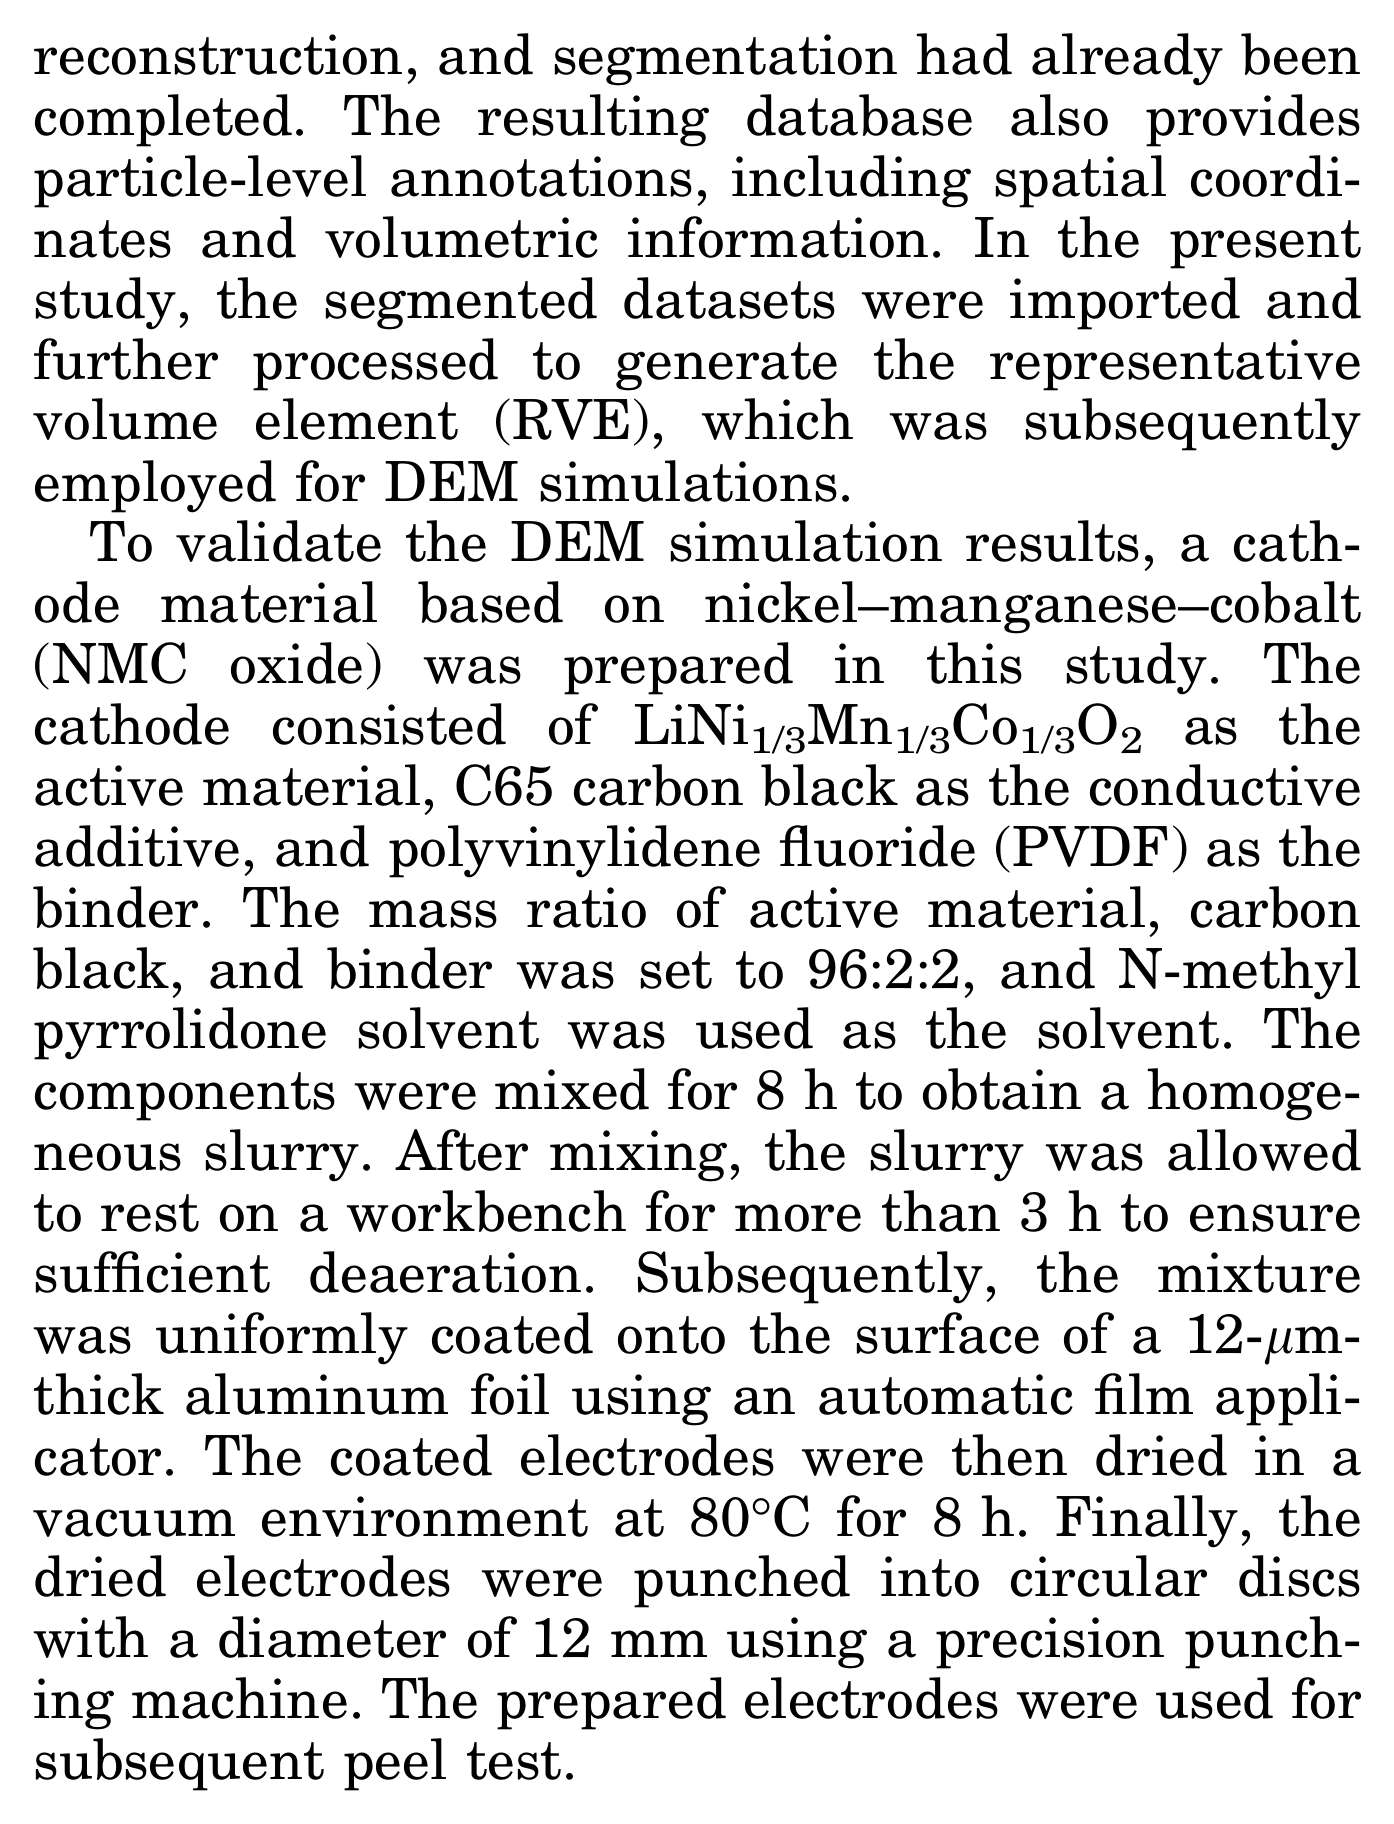 reconstruction, and segmentation had already been
completed. The resulting database also provides
particle-level annotations, including spatial coordi-
nates and volumetric information. In the present
study, the segmented datasets were imported and
further processed to generate the representative
volume element (RVE), which was subsequently
employed for DEM simulations.
To validate the DEM simulation results, a cath-
ode material based on nickel–manganese–cobalt
(NMC oxide) was prepared in this study. The
cathode consisted of LiNi₁/₃Mn₁/₃Co₁/₃O₂ as the
active material, C65 carbon black as the conductive
additive, and polyvinylidene fluoride (PVDF) as the
binder. The mass ratio of active material, carbon
black, and binder was set to 96:2:2, and N-methyl
pyrrolidone solvent was used as the solvent. The
components were mixed for 8 h to obtain a homoge-
neous slurry. After mixing, the slurry was allowed
to rest on a workbench for more than 3 h to ensure
sufficient deaeration. Subsequently, the mixture
was uniformly coated onto the surface of a 12-μm-
thick aluminum foil using an automatic film appli-
cator. The coated electrodes were then dried in a
vacuum environment at 80°C for 8 h. Finally, the
dried electrodes were punched into circular discs
with a diameter of 12 mm using a precision punch-
ing machine. The prepared electrodes were used for
subsequent peel test.